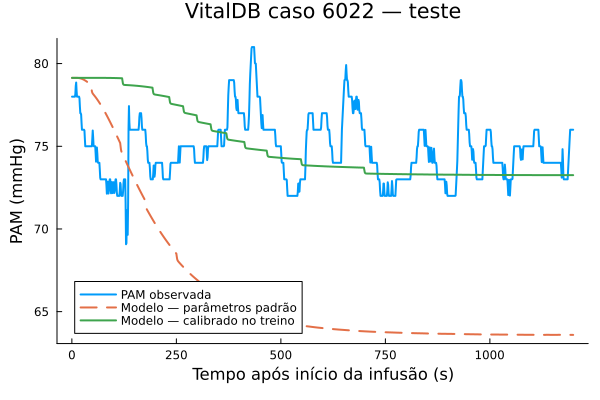 VitalDB caso 6022 — teste
PAM (mmHg)
80
75
70
65
PAM observada
Modelo — parâmetros padrão
Modelo — calibrado no treino
0
250
500
750
1000
Tempo após início da infusão (s)